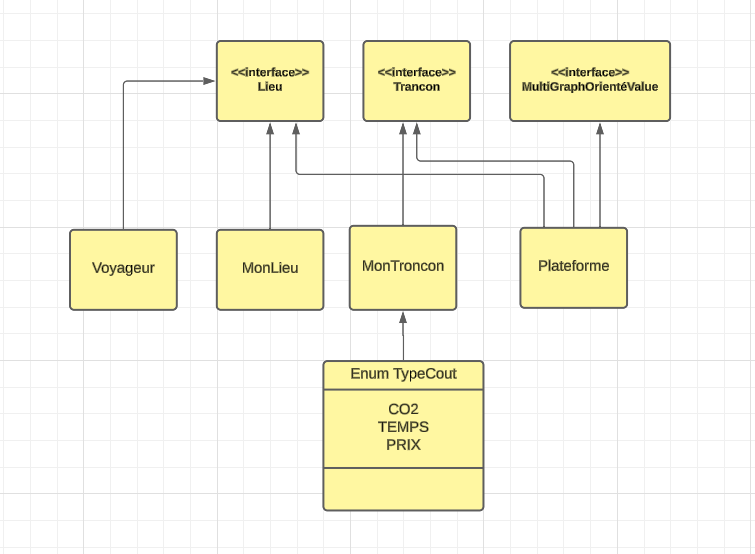 <<interface>>
Lieu
<<interface>>
Trancon
<<interface>>
MultiGraphOrientéValue
Voyageur
MonLieu
MonTroncon
Plateforme
Enum TypeCout
CO2
TEMPS
PRIX